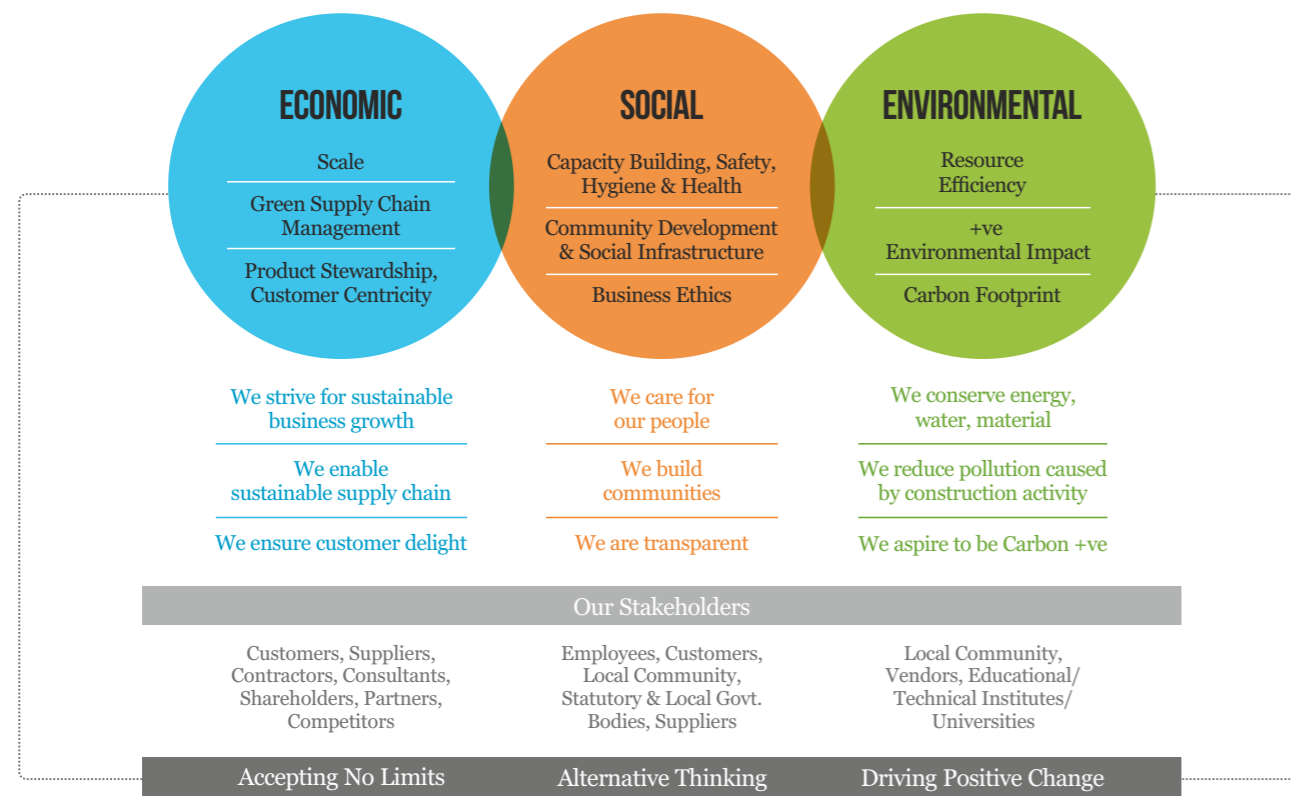 ECONOMIC
Scale
Green Supply Chain
Management
Product Stewardship,
Customer Centricity
SOCIAL
Capacity Building, Safety,
Hygiene & Health
Community Development
& Social Infrastructure
Business Ethics
ENVIRONMENTAL
Resource
Efficiency
+ve
Environmental Impact
Carbon Footprint
We strive for sustainable
business growth
We enable
sustainable supply chain
We ensure customer delight
We care for
our people
We build
communities
We are transparent
We conserve energy,
water, material
We reduce pollution caused
by construction activity
We aspire to be Carbon +ve
Our Stakeholders
Customers, Suppliers,
Contractors, Consultants,
Shareholders, Partners,
Competitors
Employees, Customers,
Local Community,
Statutory & Local Govt.
Bodies, Suppliers
Local Community,
Vendors, Educational/
Technical Institutes/
Universities
Accepting No Limits
Alternative Thinking
Driving Positive Change